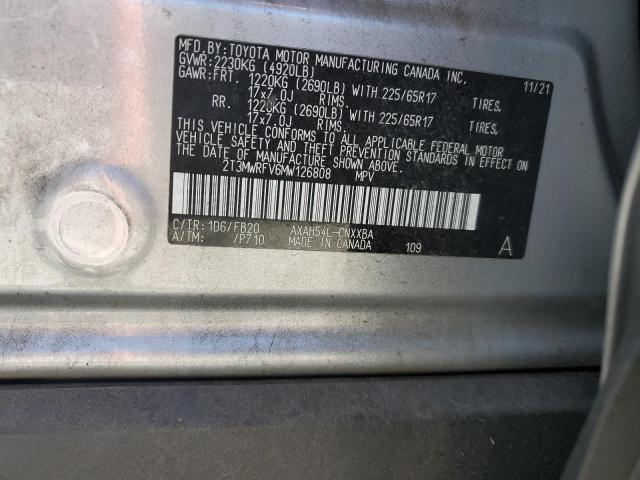 MFD.BY:TOYOTA MOTOR MANUFACTURING CANADA INC. 11/21
GVWR:2230KG (4920LB)
GAWR:FRT. 1220KG (2690LB) WITH 225/65R17 TIRES,
17x7.0J RIMS.
RR. 1220KG (2690LB) WITH 225/65R17 TIRES,
17x7.0J RIMS.
THIS VEHICLE CONFORMS TO ALL APPLICABLE FEDERAL MOTOR
VEHICLE SAFETY AND THEFT PREVENTION STANDARDS IN EFFECT ON
THE DATE OF MANUFACTURE SHOWN ABOVE.
2T3MWRFV6MW126808 MPV
C/TR:1D6/FB20 AXAH54L-CNXXBA
A/TM: /P710 MADE IN CANADA 109 A